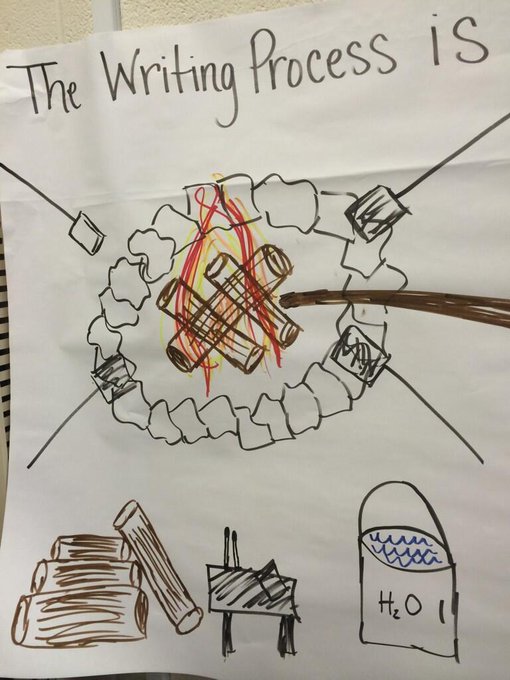 The Writing Process is
H₂O